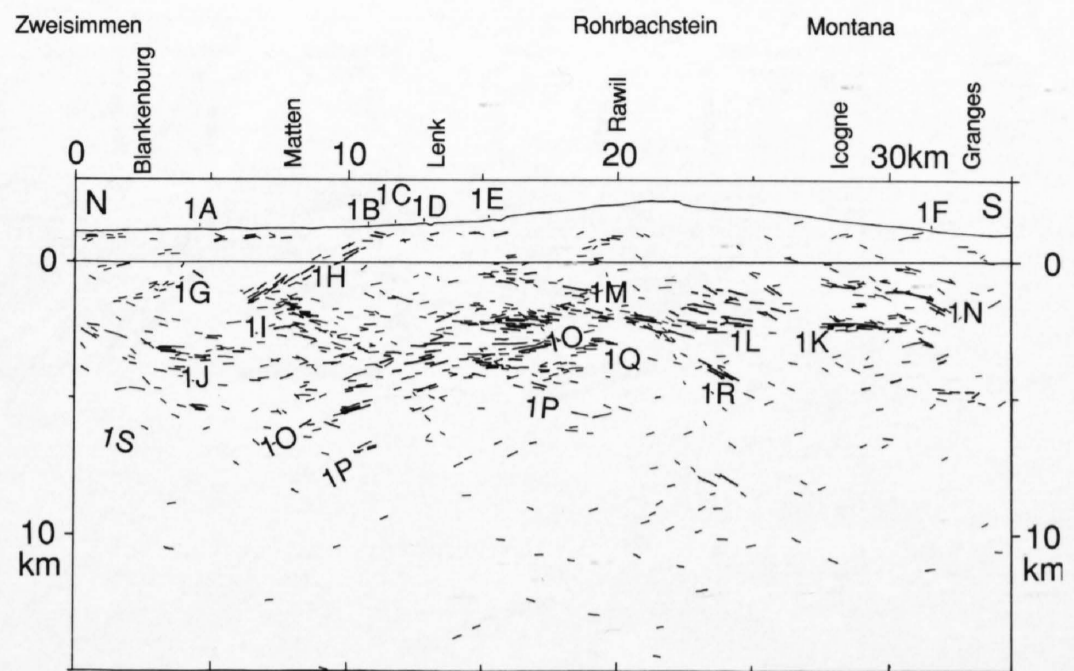 Zweisimmen Rohrbachstein Montana
Blankenburg Matten Lenk Rawil Icogne Granges
0 10 20 30km
N 1A 1B 1C 1D 1E 1F S
0 0
1H
1G 1M
1N
1I 1L 1K
1O
1Q
1J
1R
1P
1S 1O
1P
10 10
km km